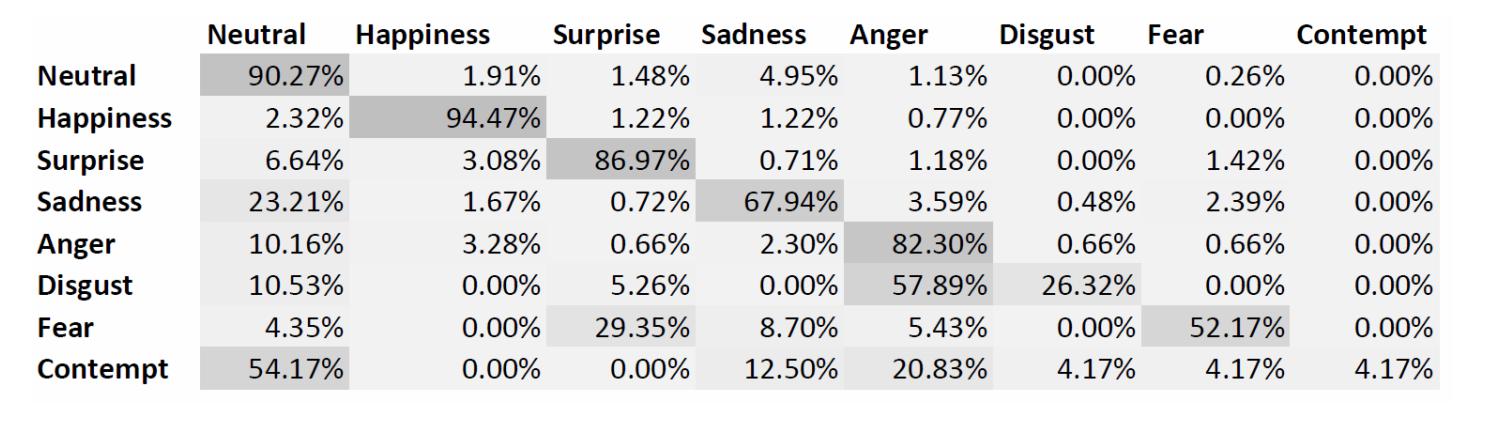 Neutral Happiness Surprise Sadness Anger Disgust Fear Contempt
Neutral 90.27% 1.91% 1.48% 4.95% 1.13% 0.00% 0.26% 0.00%
Happiness 2.32% 94.47% 1.22% 1.22% 0.77% 0.00% 0.00% 0.00%
Surprise 6.64% 3.08% 86.97% 0.71% 1.18% 0.00% 1.42% 0.00%
Sadness 23.21% 1.67% 0.72% 67.94% 3.59% 0.48% 2.39% 0.00%
Anger 10.16% 3.28% 0.66% 2.30% 82.30% 0.66% 0.66% 0.00%
Disgust 10.53% 0.00% 5.26% 0.00% 57.89% 26.32% 0.00% 0.00%
Fear 4.35% 0.00% 29.35% 8.70% 5.43% 0.00% 52.17% 0.00%
Contempt 54.17% 0.00% 0.00% 12.50% 20.83% 4.17% 4.17% 4.17%